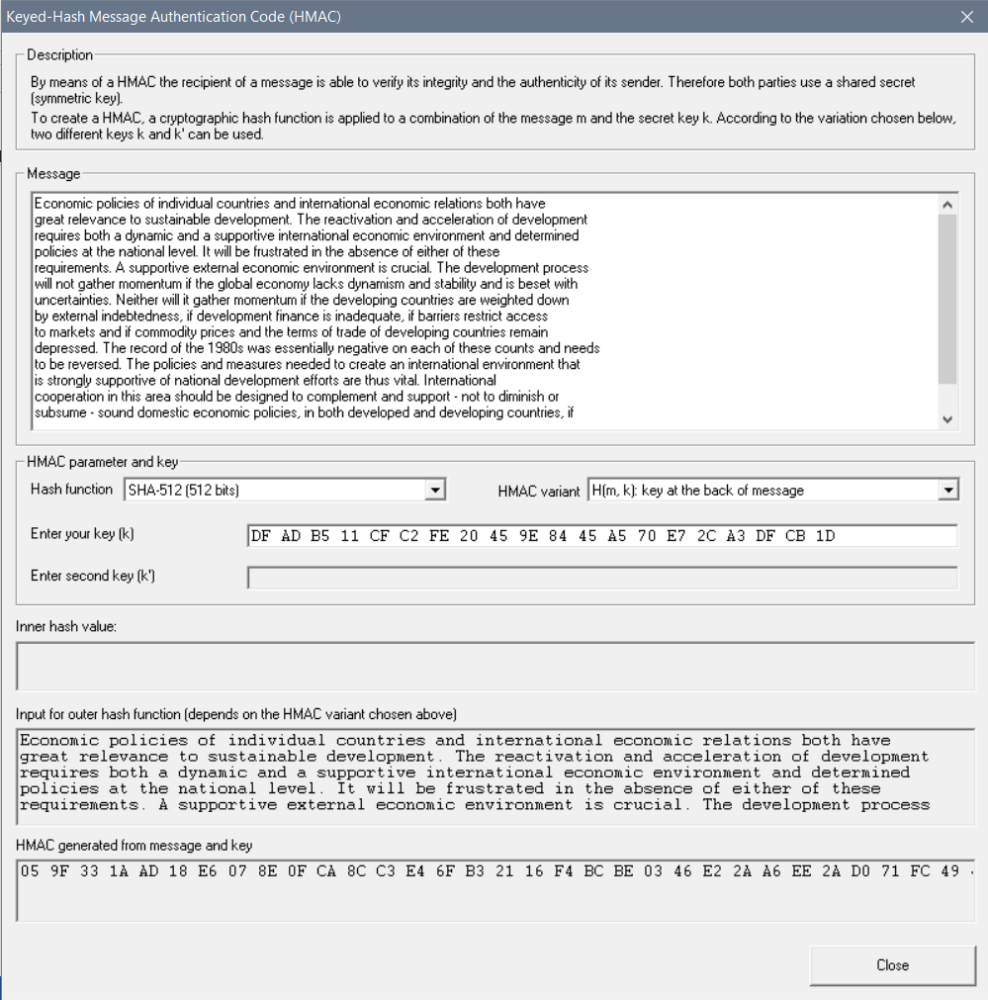 Keyed-Hash Message Authentication Code (HMAC)
Description
By means of a HMAC the recipient of a message is able to verify its integrity and the authenticity of its sender. Therefore both parties use a shared secret
(symmetric key).
To create a HMAC, a cryptographic hash function is applied to a combination of the message m and the secret key k. According to the variation chosen below,
two different keys k and k' can be used.
Message
Economic policies of individual countries and international economic relations both have
great relevance to sustainable development. The reactivation and acceleration of development
requires both a dynamic and a supportive international economic environment and determined
policies at the national level. It will be frustrated in the absence of either of these
requirements. A supportive external economic environment is crucial. The development process
will not gather momentum if the global economy lacks dynamism and stability and is beset with
uncertainties. Neither will it gather momentum if the developing countries are weighted down
by external indebtedness, if development finance is inadequate, if barriers restrict access
to markets and if commodity prices and the terms of trade of developing countries remain
depressed. The record of the 1980s was essentially negative on each of these counts and needs
to be reversed. The policies and measures needed to create an international environment that
is strongly supportive of national development efforts are thus vital. International
cooperation in this area should be designed to complement and support - not to diminish or
subsume - sound domestic economic policies, in both developed and developing countries, if
HMAC parameter and key
Hash function SHA-512 (512 bits) HMAC variant H(m, k): key at the back of message
Enter your key (k) DF AD B5 11 CF C2 FE 20 45 9E 84 45 A5 70 E7 2C A3 DF CB 1D
Enter second key (k')
Inner hash value:
Input for outer hash function (depends on the HMAC variant chosen above)
Economic policies of individual countries and international economic relations both have
great relevance to sustainable development. The reactivation and acceleration of development
requires both a dynamic and a supportive international economic environment and determined
policies at the national level. It will be frustrated in the absence of either of these
requirements. A supportive external economic environment is crucial. The development process
HMAC generated from message and key
05 9F 33 1A AD 18 E6 07 8E 0F CA 8C C3 E4 6F B3 21 16 F4 BC BE 03 46 E2 2A A6 EE 2A D0 71 FC 49
Close